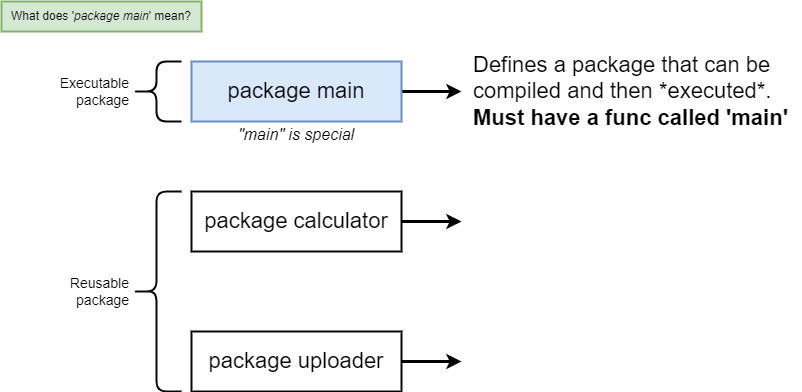 What does 'package main' mean?
Executable
package
package main
"main" is special
Defines a package that can be
compiled and then *executed*.
Must have a func called 'main'
package calculator
Reusable
package
package uploader